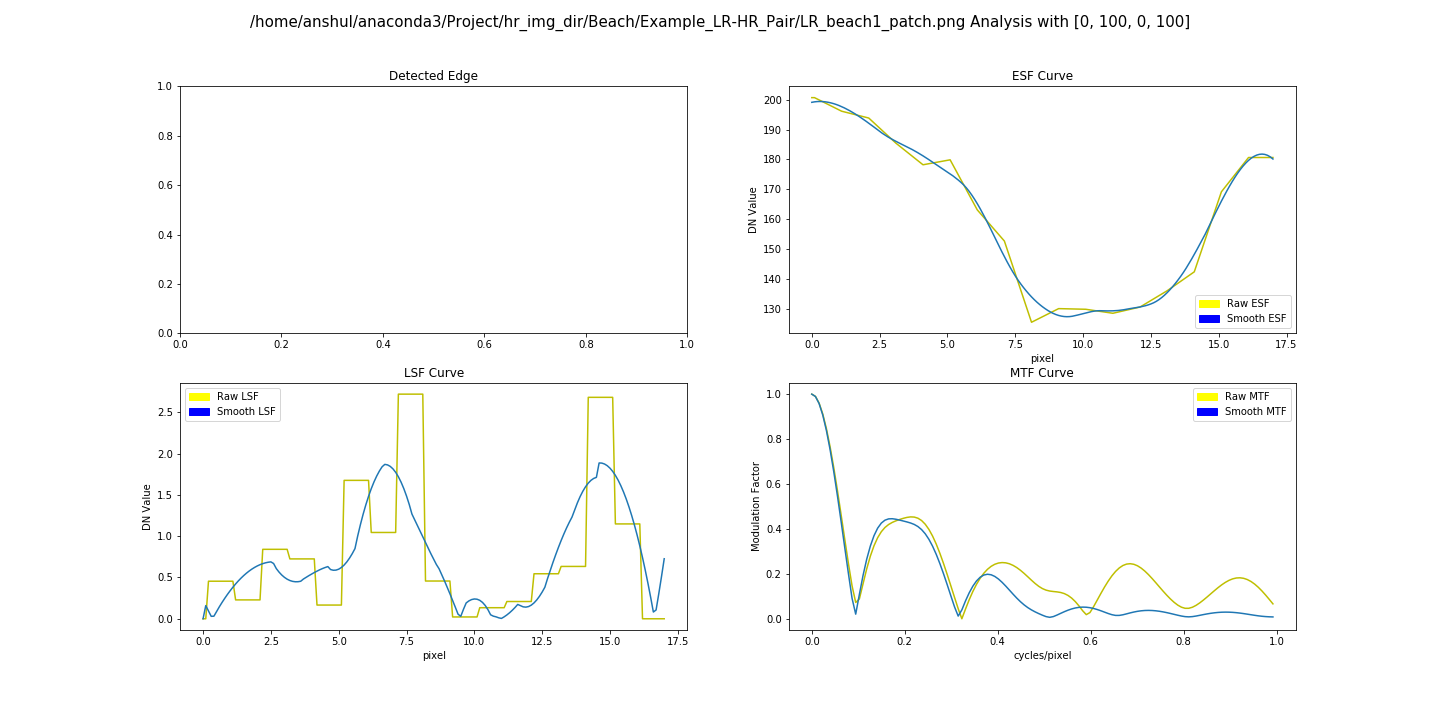 /home/anshul/anaconda3/Project/hr_img_dir/Beach/Example_LR-HR_Pair/LR_beach1_patch.png Analysis with [0, 100, 0, 100]
Detected Edge
1.0
0.8
0.6
0.4
0.2
0.0
0.0 0.2 0.4 0.6 0.8 1.0
ESF Curve
DN Value
200
190
180
170
160
150
140
130
Raw ESF
Smooth ESF
0.0 2.5 5.0 7.5 10.0 12.5 15.0 17.5
pixel
LSF Curve
Raw LSF
Smooth LSF
DN Value
2.5
2.0
1.5
1.0
0.5
0.0
0.0 2.5 5.0 7.5 10.0 12.5 15.0 17.5
pixel
MTF Curve
Raw MTF
Smooth MTF
Modulation Factor
1.0
0.8
0.6
0.4
0.2
0.0
0.0 0.2 0.4 0.6 0.8 1.0
cycles/pixel